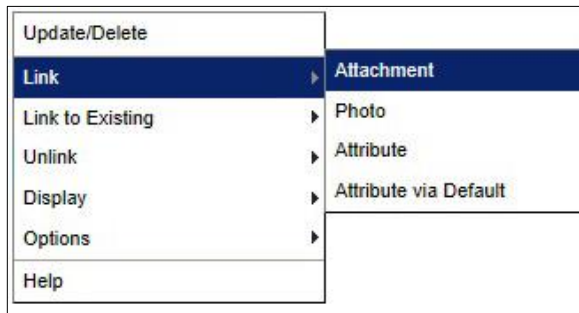 Update/Delete
Link
Link to Existing
Unlink
Display
Options
Help
Attachment
Photo
Attribute
Attribute via Default